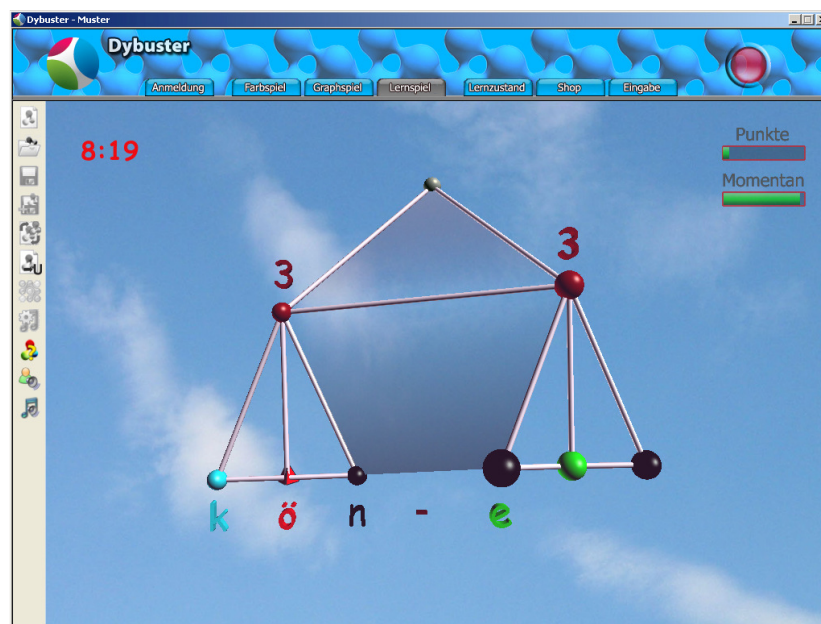 Dybuster - Muster
Dybuster
Anmeldung Farbspiel Graphspiel Lernspiel Lernzustand Shop Eingabe
8:19
Punkte
Momentan
3 3
k ö n - e